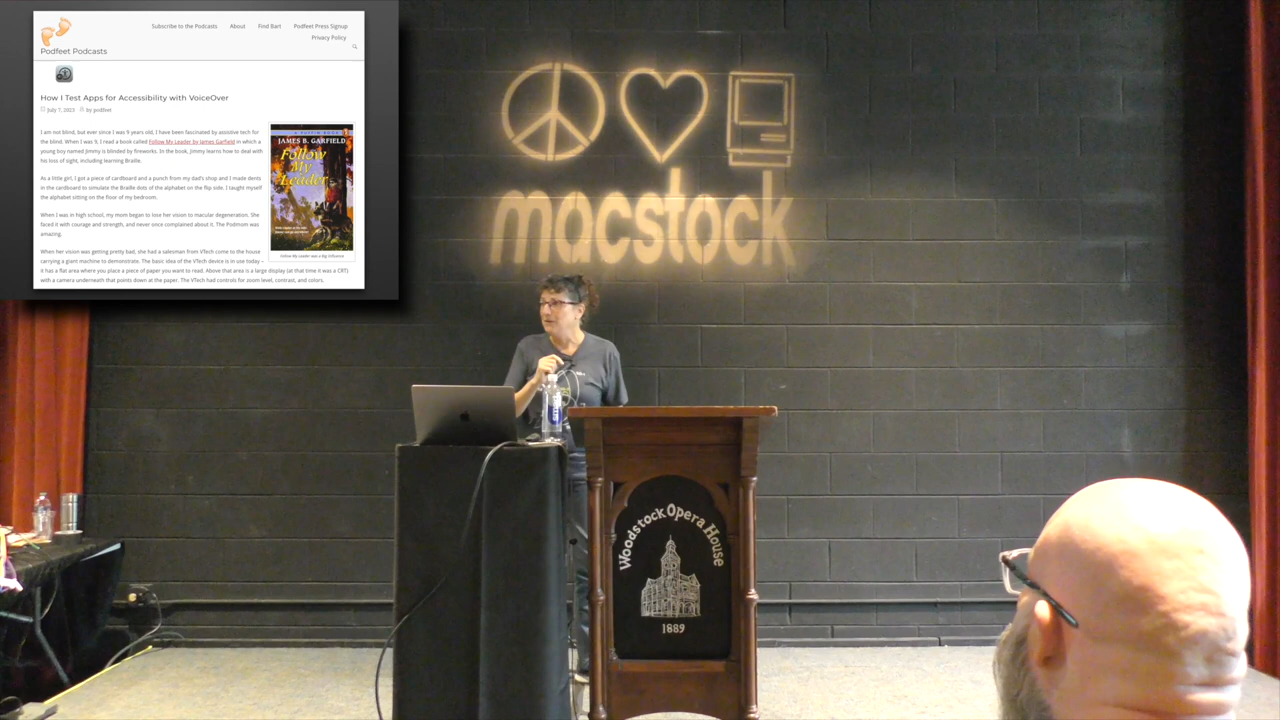 Subscribe to the Podcasts About Find Bart Podfeet Press Signup
Privacy Policy
Podfeet Podcasts
How I Test Apps for Accessibility with VoiceOver
July 7, 2023 by podfeet
I am not blind, but ever since I was 9 years old, I have been fascinated by assistive tech for
the blind. When I was 9, I read a book called Follow My Leader by James Garfield in which a
young boy named Jimmy is blinded by fireworks. In the book, Jimmy learns how to deal with
his loss of sight, including learning Braille.
As a little girl, I got a piece of cardboard and a punch from my dad's shop and I made dents
in the cardboard to simulate the Braille dots of the alphabet on the flip side. I taught myself
the alphabet sitting on the floor of my bedroom.
When I was in high school, my mom began to lose her vision to macular degeneration. She
faced it with courage and strength, and never once complained about it. The Podmom was
amazing.
When her vision was getting pretty bad, she had a salesman from VTech come to the house
carrying a giant machine to demonstrate. The basic idea of the VTech device is in use today –
it has a flat area where you place a piece of paper you want to read. Above that area is a large display (at that time it was a CRT)
with a camera underneath that points down at the paper. The VTech had controls for zoom level, contrast, and colors.
A PUFFIN BOOK
JAMES B. GARFIELD
Follow
My
Leader
Follow My Leader was a Big Influence
macstock
Woodstock Opera House
1889